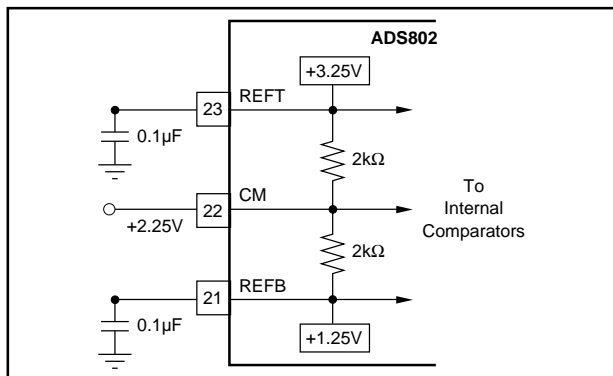 ADS802
+3.25V
23
REFT
0.1µF
2kΩ
To
Internal
Comparators
22
CM
+2.25V
2kΩ
21
REFB
0.1µF
+1.25V